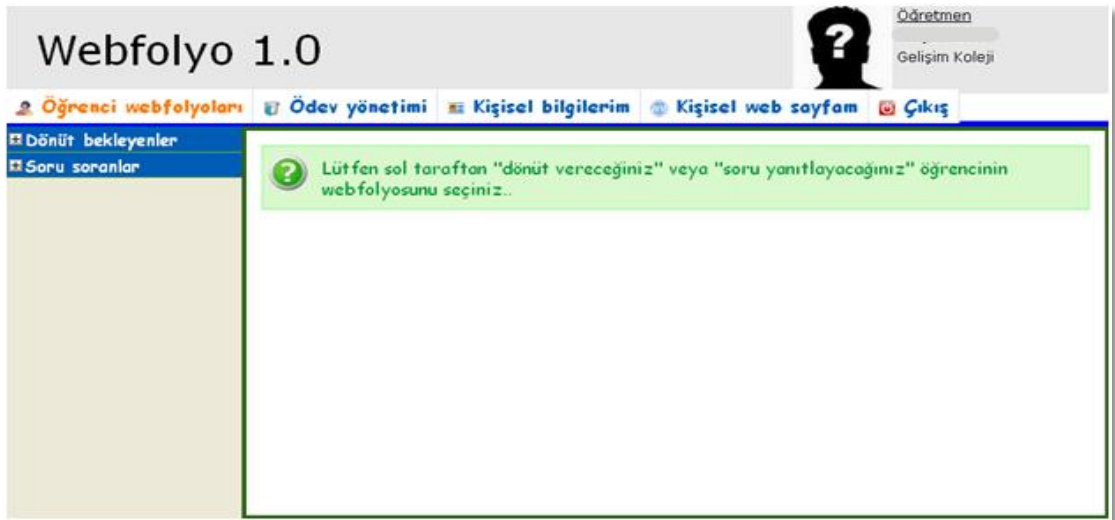 Webfolyo 1.0
Öğretmen
Gelişim Koleji
Öğrenci webfolyoları Ödev yönetimi Kişisel bilgilerim Kişisel web sayfam Çıkış
Dönüt bekleyenler
Soru soranlar
Lütfen sol taraftan "dönüt vereceğiniz" veya "soru yanıtlayacağınız" öğrencinin
webfolyosunu seçiniz..